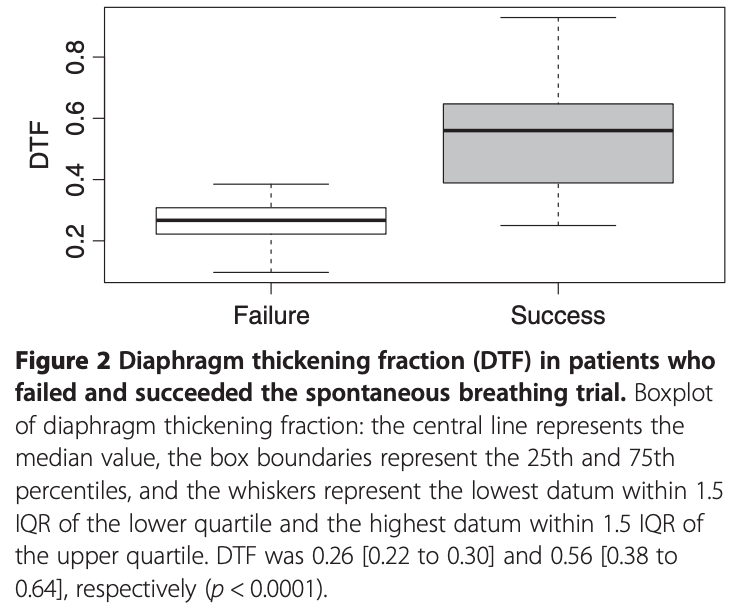 0.8
0.6
0.4
0.2
DTF
Failure Success
Figure 2 Diaphragm thickening fraction (DTF) in patients who
failed and succeeded the spontaneous breathing trial. Boxplot
of diaphragm thickening fraction: the central line represents the
median value, the box boundaries represent the 25th and 75th
percentiles, and the whiskers represent the lowest datum within 1.5
IQR of the lower quartile and the highest datum within 1.5 IQR of
the upper quartile. DTF was 0.26 [0.22 to 0.30] and 0.56 [0.38 to
0.64], respectively (p < 0.0001).